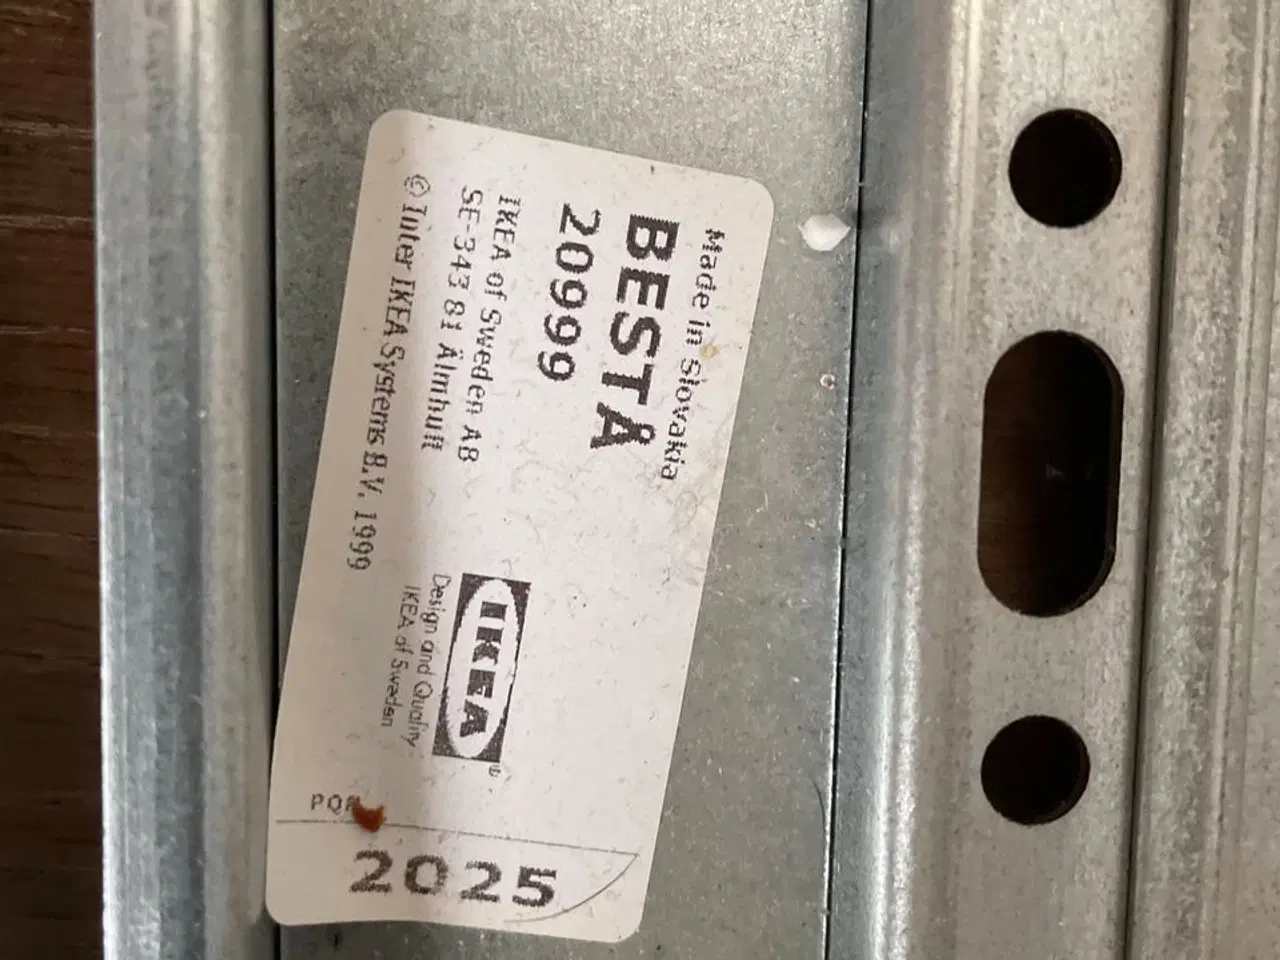 Made in Slovakia
BESTÅ
20999
IKEA of Sweden AB
SE-343 81 Älmhult
© Inter IKEA Systems B.V. 1999
IKEA®
Design and Quality
IKEA of Sweden
2025